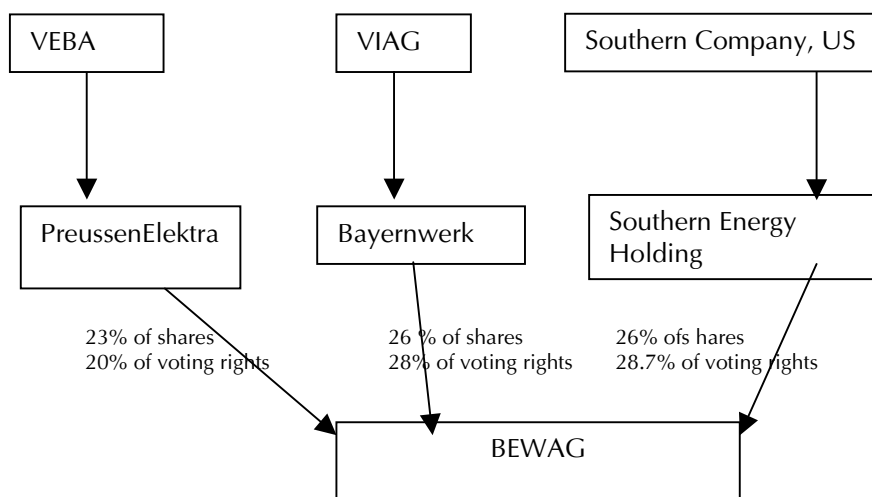 VEBA
VIAG
Southern Company, US
PreussenElektra
Bayernwerk
Southern Energy
Holding
23% of shares
20% of voting rights
26 % of shares
28% of voting rights
26% ofs hares
28.7% of voting rights
BEWAG